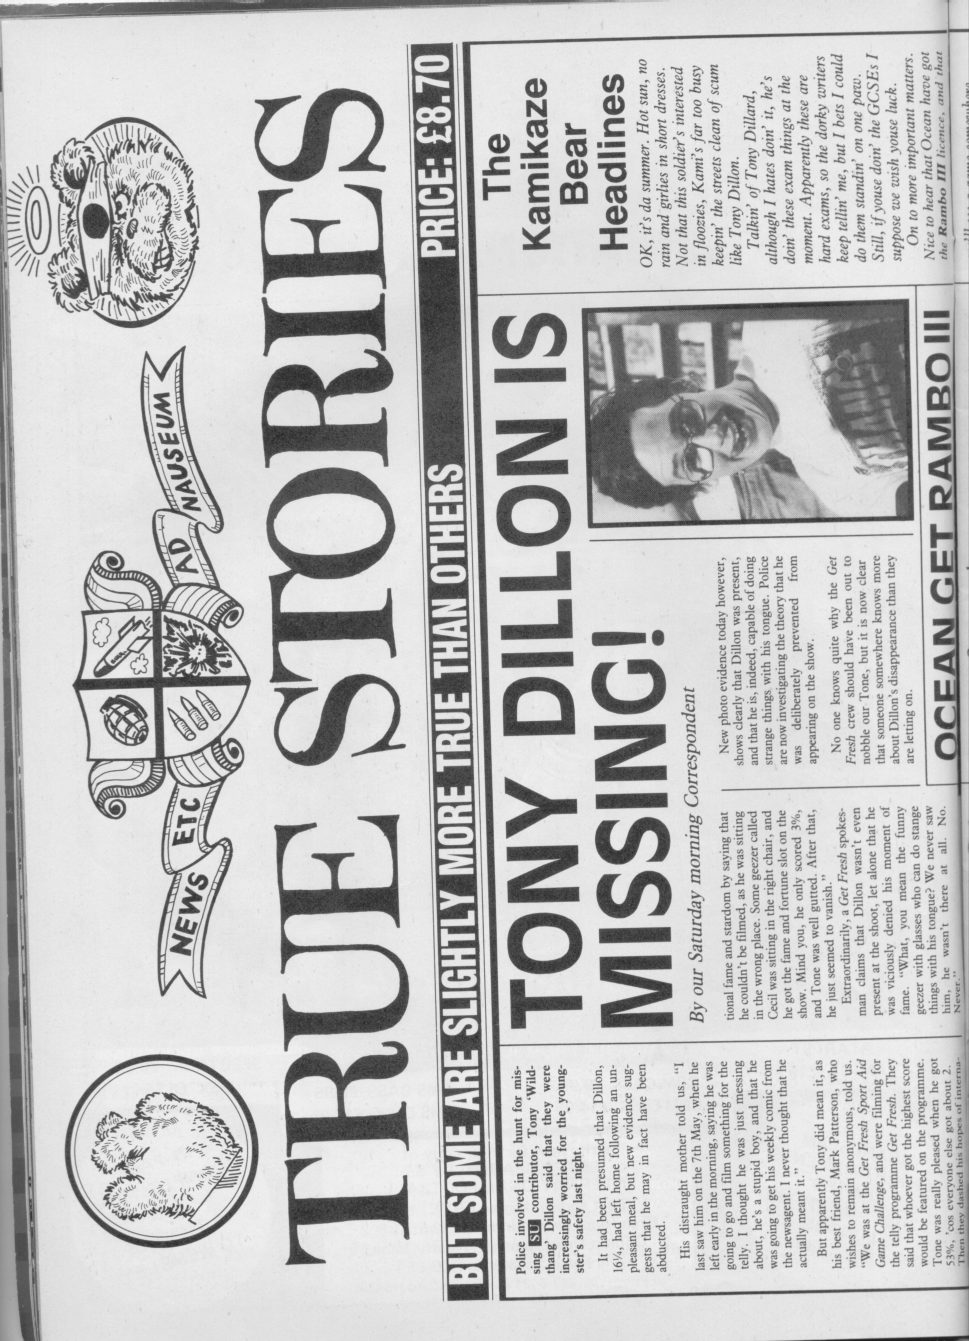 NEWS ETC AD NAUSEUM
TRUE STORIES
BUT SOME ARE SLIGHTLY MORE TRUE THAN OTHERS PRICE: £8.70
TONY DILLON IS
MISSING!
By our Saturday morning Correspondent
Police involved in the hunt for mis-
sing SU contributor, Tony ‘Wild-
thang’ Dillon said that they were
increasingly worried for the young-
ster's safety last night.
It had been presumed that Dillon,
16¼, had left home following an un-
pleasant meal, but new evidence sug-
gests that he may in fact have been
abducted.
His distraught mother told us, “I
last saw him on the 7th May, when he
left early in the morning, saying he was
going to go and film something for the
telly. I thought he was just messing
about, he's a stupid boy, and that he
was going to get his weekly comic from
the newsagent. I never thought that he
actually meant it.”
But apparently Tony did mean it, as
his best friend, Mark Patterson, who
wishes to remain anonymous, told us.
“We was at the Get Fresh Sport Aid
Game Challenge, and were filming for
the telly programme Get Fresh. They
said that whoever got the highest score
would be featured on the programme.
Tone was really pleased when he got
53%, 'cos everyone else got about 2.
Then they dashed his hopes of interna-
tional fame and stardom by saying that
he couldn't be filmed, as he was sitting
in the wrong place. Some geezer called
Cecil was sitting in the right chair, and
he got the fame and fortune slot on the
show. Mind you, he only scored 3%,
and Tone was well gutted. After that,
he just seemed to vanish.”
Extraordinarily, a Get Fresh spokes-
man claims that Dillon wasn't even
present at the shoot, let alone that he
was viciously denied his moment of
fame. “What, you mean the funny
geezer with glasses who can do stange
things with his tongue? We never saw
him, he wasn't there at all. No.
Never.”
New photo evidence today however,
shows clearly that Dillon was present,
and that he is, indeed, capable of doing
strange things with his tongue. Police
are now investigating the theory that he
was deliberately prevented from
appearing on the show.
No one knows quite why the Get
Fresh crew should have been out to
nobble our Tone, but it is now clear
that someone somewhere knows more
about Dillon's disappearance than they
are letting on.
OCEAN GET RAMBO III
The
Kamikaze
Bear
Headlines
OK, it's da summer. Hot sun, no
rain and girlies in short dresses.
Not that this soldier's interested
in floozies, Kami's far too busy
keepin' the streets clean of scum
like Tony Dillon.
Talkin' of Tony Dillard,
although I hates doin' it, he's
doin' these exam things at the
moment. Apparently these are
hard exams, so the dorky writers
keep tellin' me, but I bets I could
do them standin' on one paw.
Still, if youse doin' the GCSEs I
suppose we wish youse luck.
On to more important matters.
Nice to hear that Ocean have got
the Rambo III licence, and that